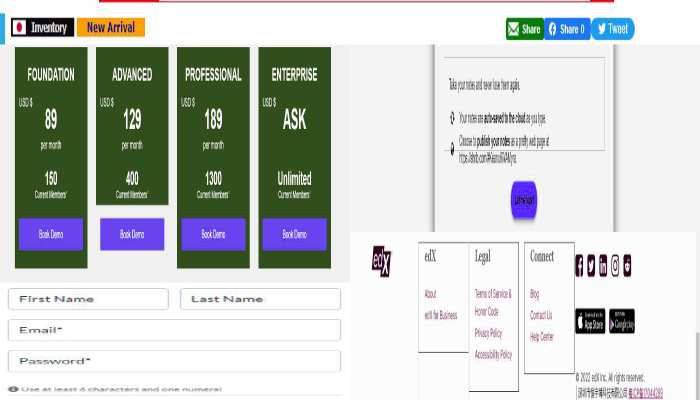 Inventory
New Arrival
Share
Share 0
Tweet
FOUNDATION
USD $
89
per month
150
Current Members*
Book Demo
ADVANCED
USD $
129
per month
400
Current Members*
Book Demo
PROFESSIONAL
USD $
189
per month
1300
Current Members*
Book Demo
ENTERPRISE
USD $
ASK
Unlimited
Current Members*
Book Demo
Take your notes and never lose them again.
Your notes are auto-saved to the cloud as you type.
Choose to publish your notes as a pretty web page at
First Name
Last Name
Email*
Password*
Use at least 8 characters and one numeral
edX
edX
About
edX for Business
Legal
Terms of Service &
Honor Code
Privacy Policy
Accessibility Policy
Connect
Blog
Contact Us
Help Center
App Store
Google play
© 2022 edX Inc. All rights reserved.